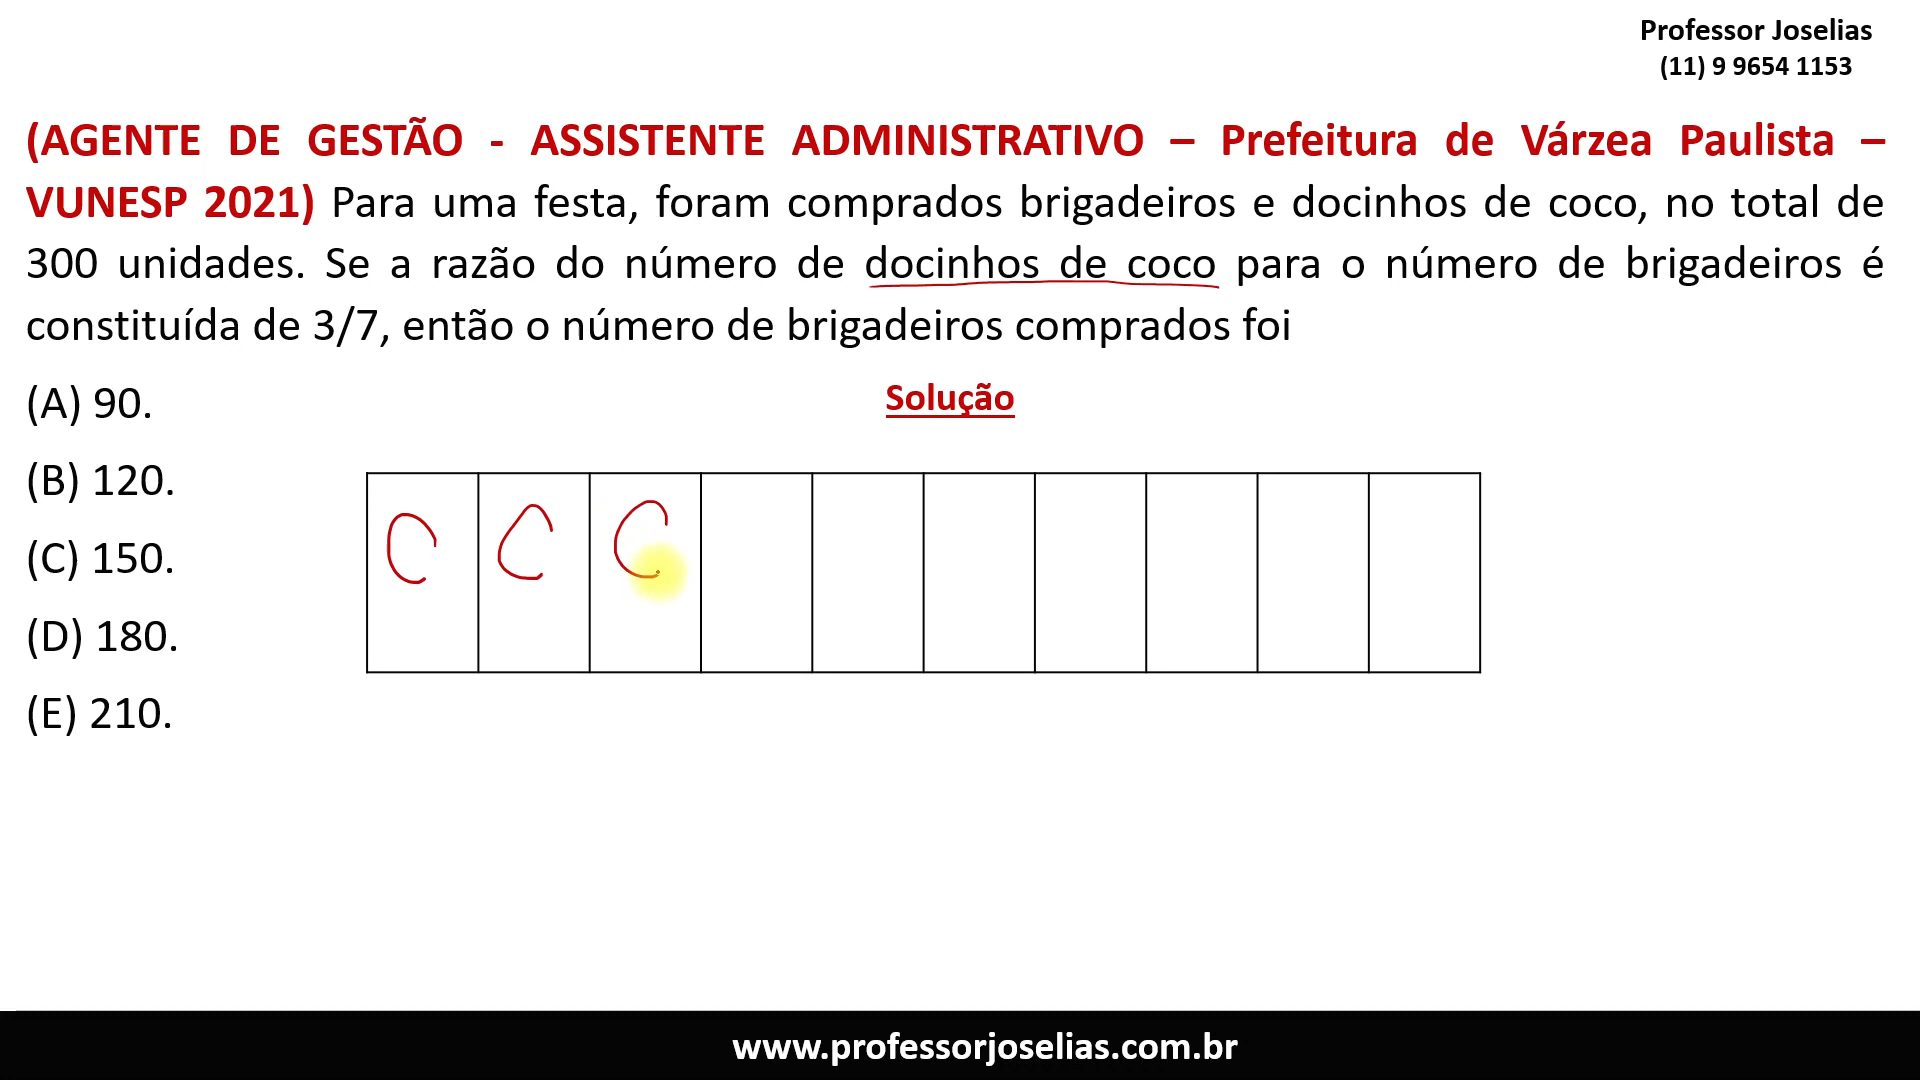 Professor Joselias
(11) 9 9654 1153
(AGENTE DE GESTÃO - ASSISTENTE ADMINISTRATIVO – Prefeitura de Várzea Paulista –
VUNESP 2021) Para uma festa, foram comprados brigadeiros e docinhos de coco, no total de
300 unidades. Se a razão do número de docinhos de coco para o número de brigadeiros é
constituída de 3/7, então o número de brigadeiros comprados foi
(A) 90.
Solução
(B) 120.
C C C
(C) 150.
(D) 180.
(E) 210.
www.professorjoselias.com.br